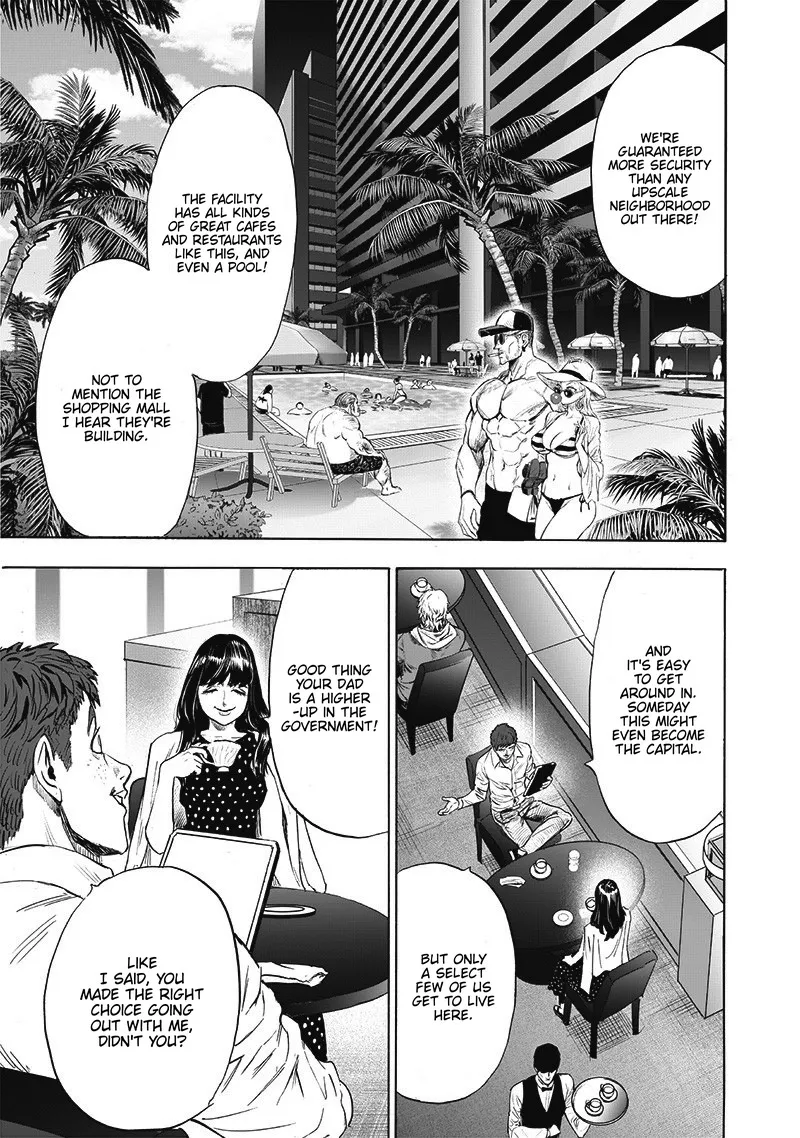 WE'RE
GUARANTEED
MORE SECURITY
THAN ANY
UPSCALE
NEIGHBORHOOD
OUT THERE!
THE FACILITY
HAS ALL KINDS
OF GREAT CAFES
AND RESTAURANTS
LIKE THIS, AND
EVEN A POOL!
NOT TO
MENTION THE
SHOPPING MALL
I HEAR THEY'RE
BUILDING.
AND
IT'S EASY
TO GET
AROUND IN.
SOMEDAY
THIS MIGHT
EVEN BECOME
THE CAPITAL.
BUT ONLY
A SELECT
FEW OF US
GET TO LIVE
HERE.
GOOD THING
YOUR DAD
IS A HIGHER
-UP IN THE
GOVERNMENT!
LIKE
I SAID, YOU
MADE THE RIGHT
CHOICE GOING
OUT WITH ME,
DIDN'T YOU?